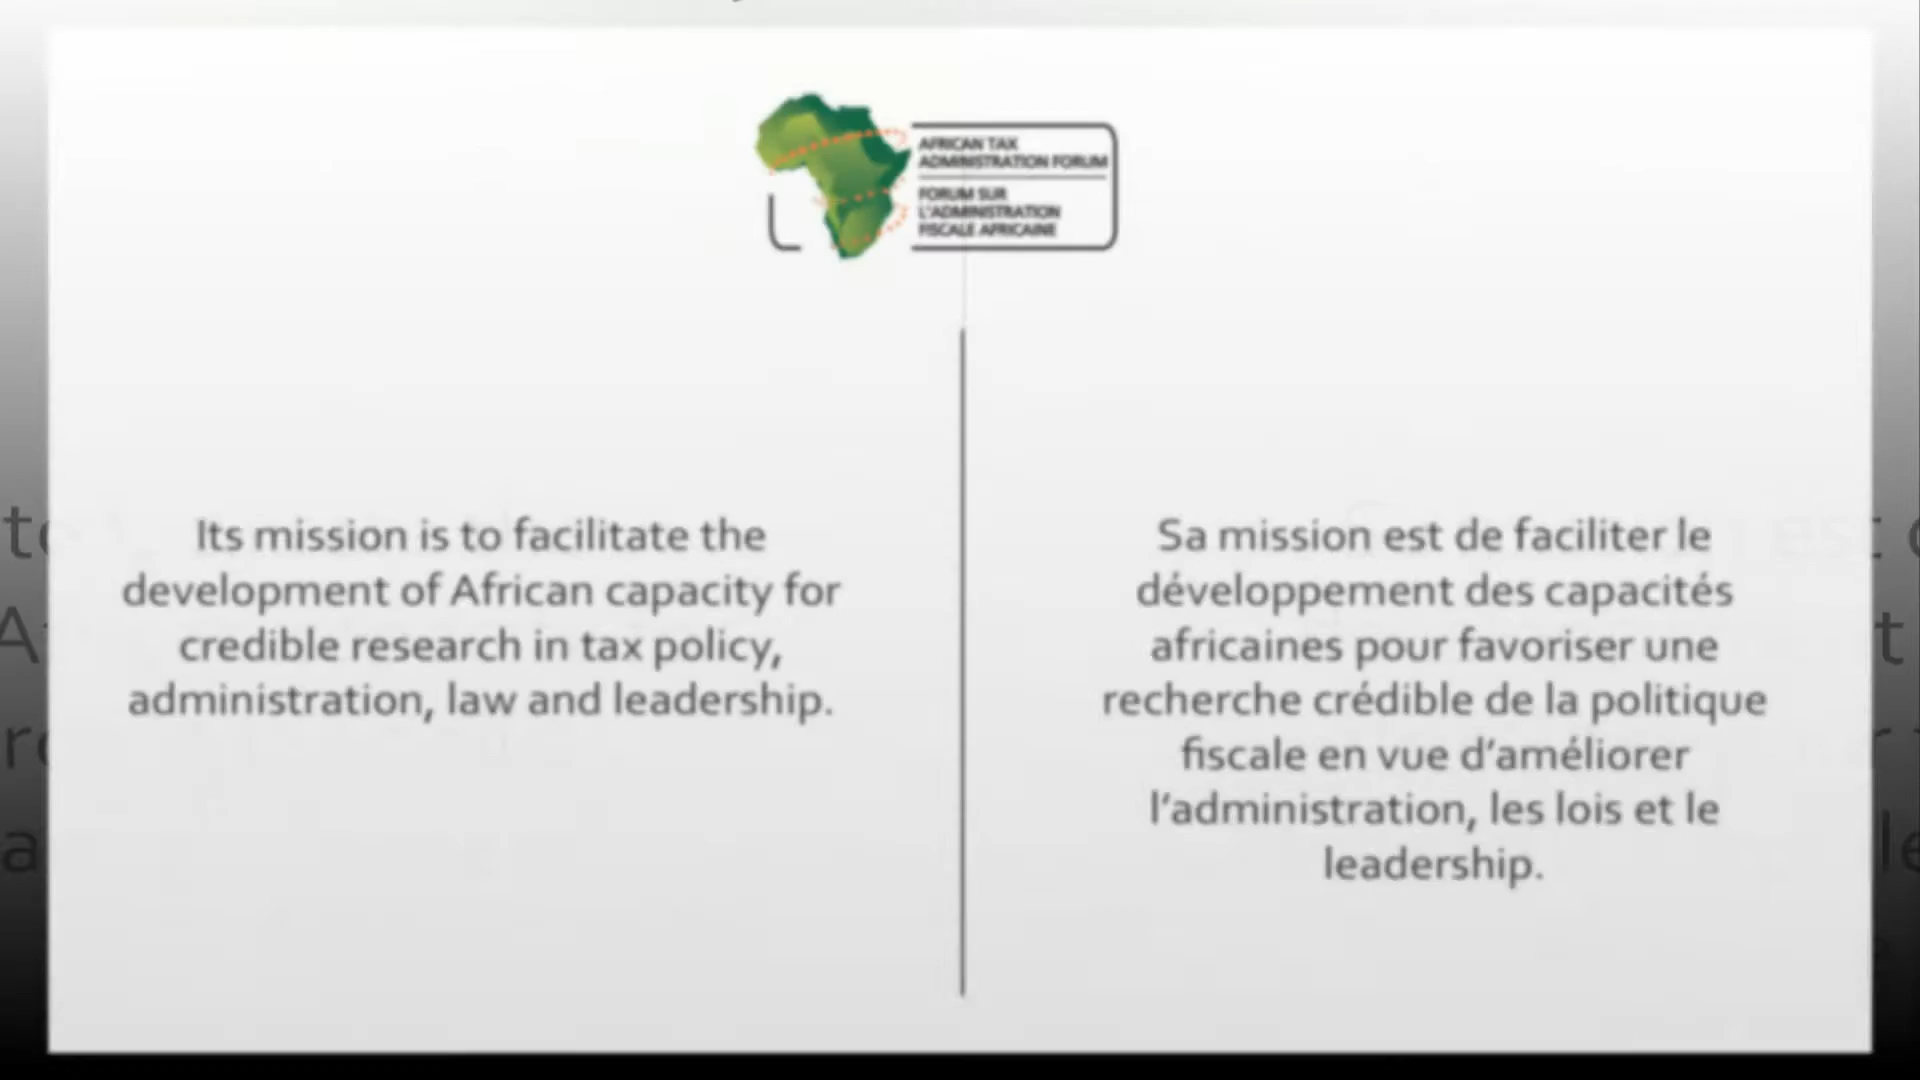 AFRICAN TAX
ADMINISTRATION FORUM
FORUM SUR
L'ADMINISTRATION
FISCALE AFRICAINE
Its mission is to facilitate the
development of African capacity for
credible research in tax policy,
administration, law and leadership.
Sa mission est de faciliter le
développement des capacités
africaines pour favoriser une
recherche crédible de la politique
fiscale en vue d'améliorer
l'administration, les lois et le
leadership.